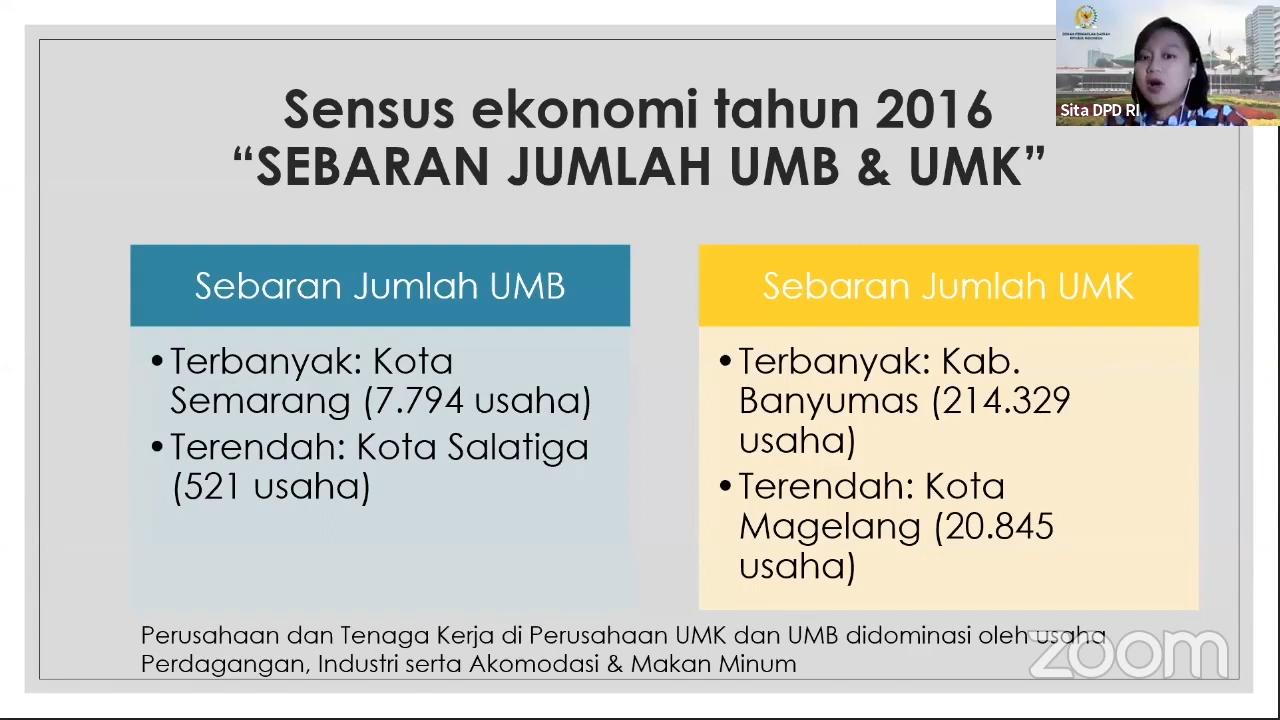 Sensus ekonomi tahun 2016
“SEBARAN JUMLAH UMB & UMK”
Sita DPD RI
Sebaran Jumlah UMB
•Terbanyak: Kota
Semarang (7.794 usaha)
•Terendah: Kota Salatiga
(521 usaha)
Sebaran Jumlah UMK
•Terbanyak: Kab.
Banyumas (214.329
usaha)
•Terendah: Kota
Magelang (20.845
usaha)
Perusahaan dan Tenaga Kerja di Perusahaan UMK dan UMB didominasi oleh usaha
Perdagangan, Industri serta Akomodasi & Makan Minum
zoom